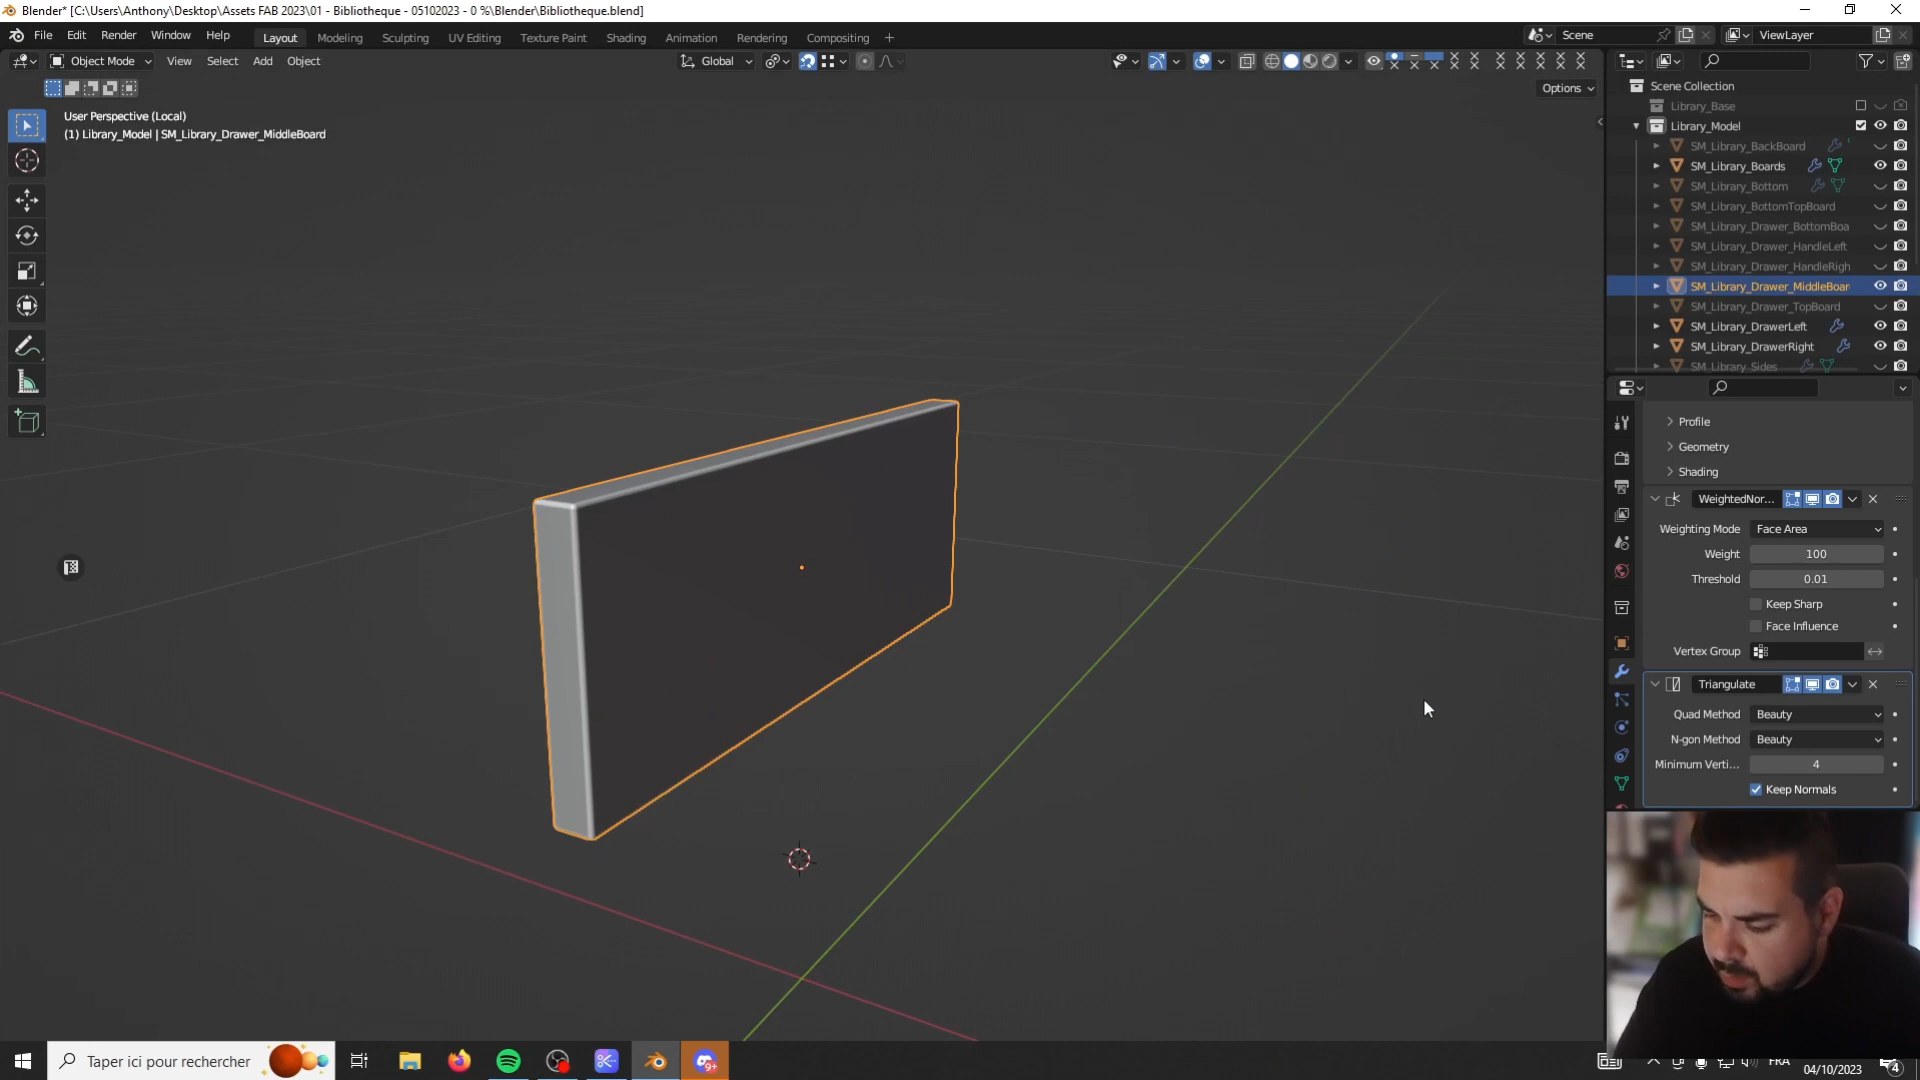 Blender* [C:\Users\Anthony\Desktop\Assets FAB 2023\01 - Bibliotheque - 05102023 - 0 %\Blender\Bibliotheque.blend]
File Edit Render Window Help Layout Modeling Sculpting UV Editing Texture Paint Shading Animation Rendering Compositing + Scene ViewLayer
Object Mode View Select Add Object Global
Options
User Perspective (Local)
(1) Library_Model | SM_Library_Drawer_MiddleBoard
Scene Collection
Library_Base
Library_Model
SM_Library_BackBoard
SM_Library_Boards
SM_Library_Bottom
SM_Library_BottomTopBoard
SM_Library_Drawer_BottomBoa
SM_Library_Drawer_HandleLeft
SM_Library_Drawer_HandleRigh
SM_Library_Drawer_MiddleBoar
SM_Library_Drawer_TopBoard
SM_Library_DrawerLeft
SM_Library_DrawerRight
SM_Library_Sides
Profile
Geometry
Shading
WeightedNor...
Weighting Mode Face Area
Weight 100
Threshold 0.01
Keep Sharp
Face Influence
Vertex Group
Triangulate
Quad Method Beauty
N-gon Method Beauty
Minimum Verti... 4
Keep Normals
Taper ici pour rechercher 9+ FRA 04/10/2023 4